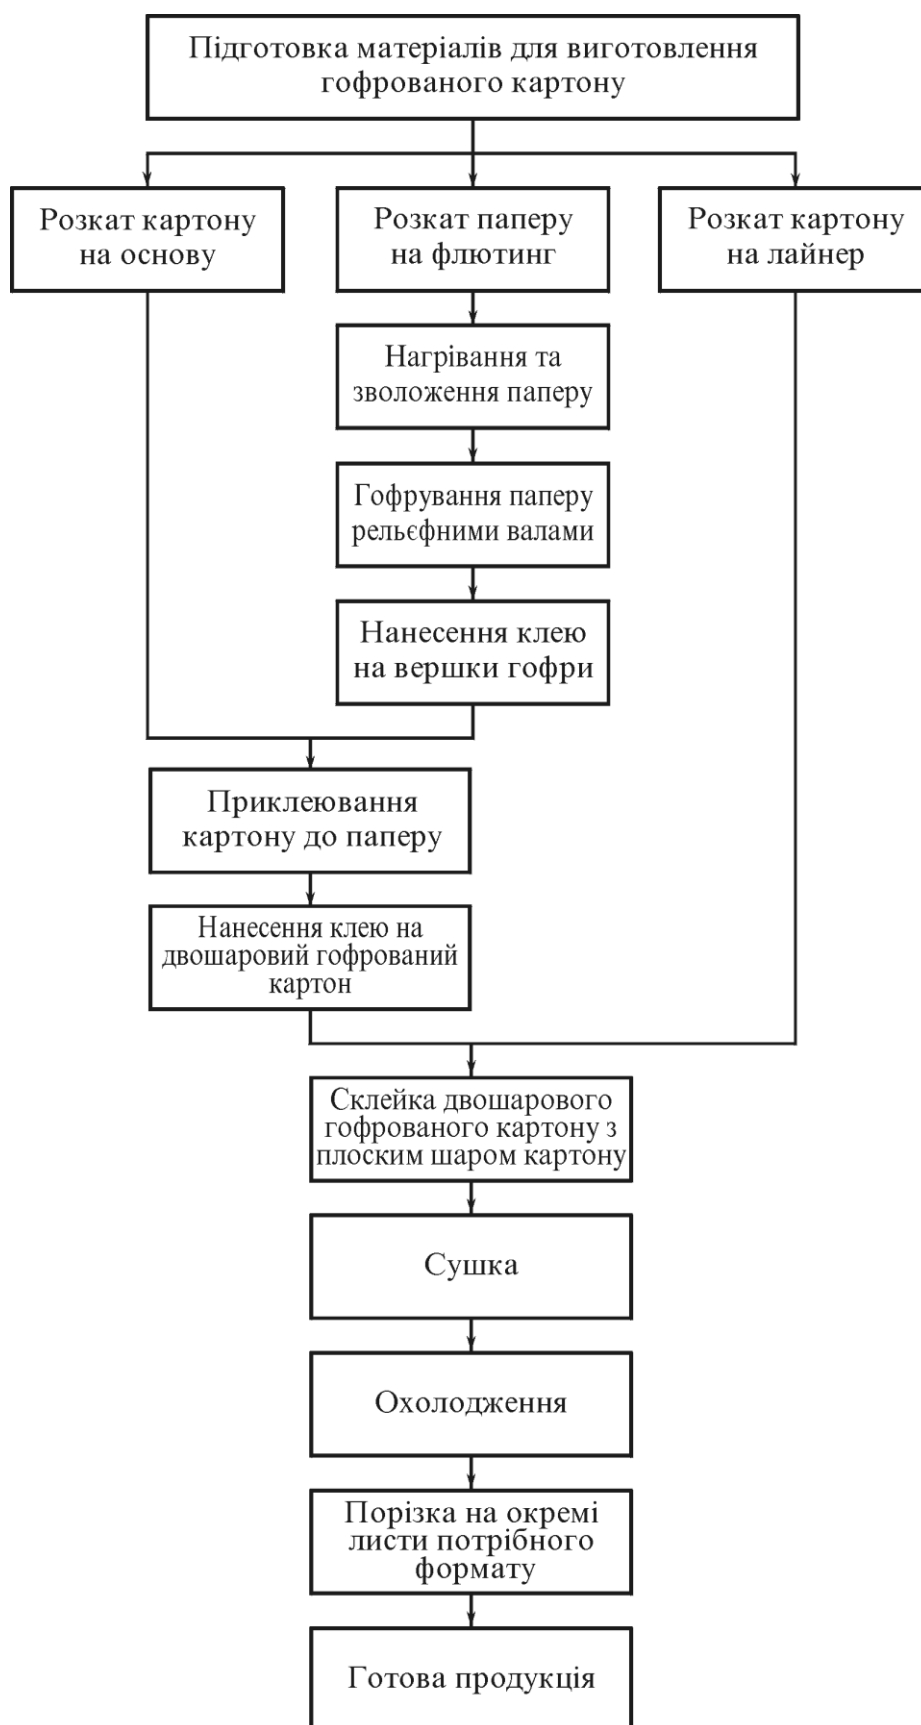 Підготовка матеріалів для виготовлення
гофрованого картону
Розкат картону
на основу
Розкат паперу
на флютинг
Розкат картону
на лайнер
Нагрівання та
зволоження паперу
Гофрування паперу
рельєфними валами
Нанесення клею
на вершки гофри
Приклеювання
картону до паперу
Нанесення клею на
двошаровий гофрований
картон
Склейка двошарового
гофрованого картону з
плоским шаром картону
Сушка
Охолодження
Порізка на окремі
листи потрібного
формату
Готова продукція